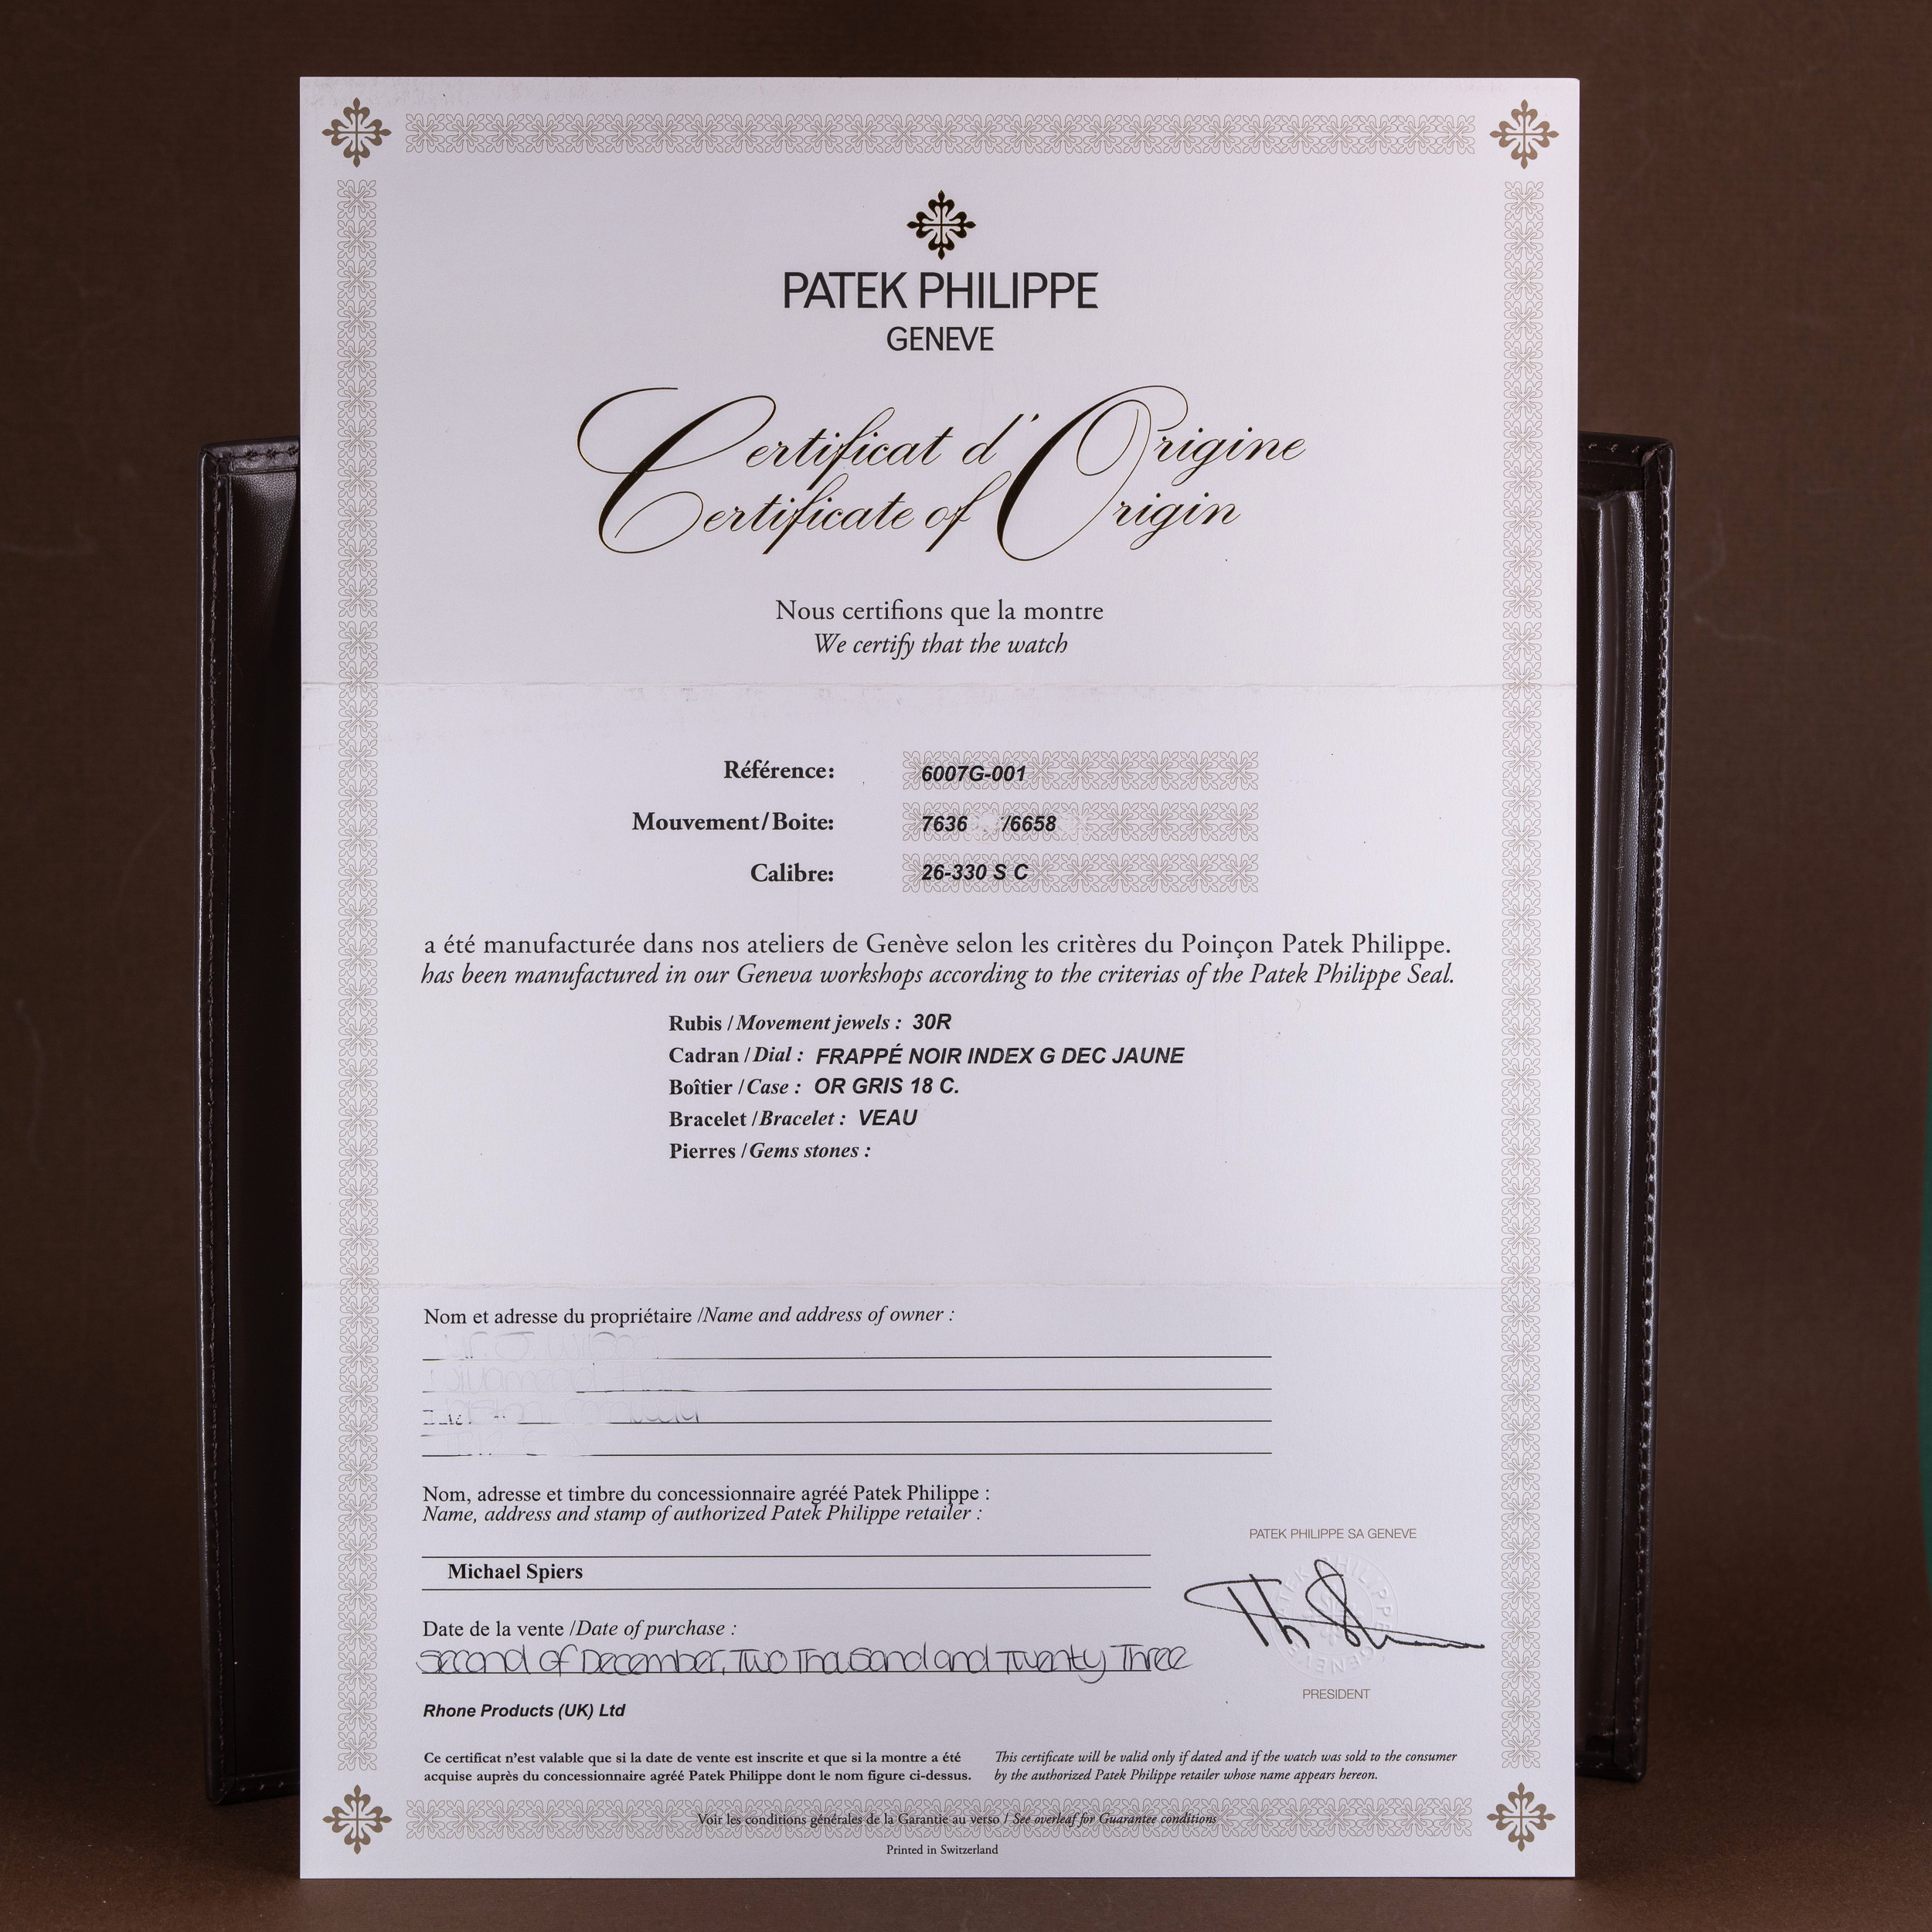 PATEK PHILIPPE
GENEVE
Certificat d'Origine
Certificate of Origin
Nous certifions que la montre
We certify that the watch
Référence: 6007G-001
Mouvement/Boite: 7636 /6658
Calibre: 26-330 S C
a été manufacturée dans nos ateliers de Genève selon les critères du Poinçon Patek Philippe.
has been manufactured in our Geneva workshops according to the criterias of the Patek Philippe Seal.
Rubis / Movement jewels : 30R
Cadran / Dial : FRAPPÉ NOIR INDEX G DEC JAUNE
Boîtier / Case : OR GRIS 18 C.
Bracelet / Bracelet : VEAU
Pierres / Gems stones :
Nom et adresse du propriétaire /Name and address of owner :
Nom, adresse et timbre du concessionnaire agréé Patek Philippe :
Name, address and stamp of authorized Patek Philippe retailer :
PATEK PHILIPPE SA GENEVE
Michael Spiers
PATEK PHILIPPE GENEVE
Date de la vente /Date of purchase :
Second of December, Two Thousand and Twenty Three
PRESIDENT
Rhone Products (UK) Ltd
Ce certificat n'est valable que si la date de vente est inscrite et que si la montre a été
acquise auprès du concessionnaire agréé Patek Philippe dont le nom figure ci-dessus.
This certificate will be valid only if dated and if the watch was sold to the consumer
by the authorized Patek Philippe retailer whose name appears hereon.
Voir les conditions générales de la Garantie au verso / See overleaf for Guarantee conditions
Printed in Switzerland